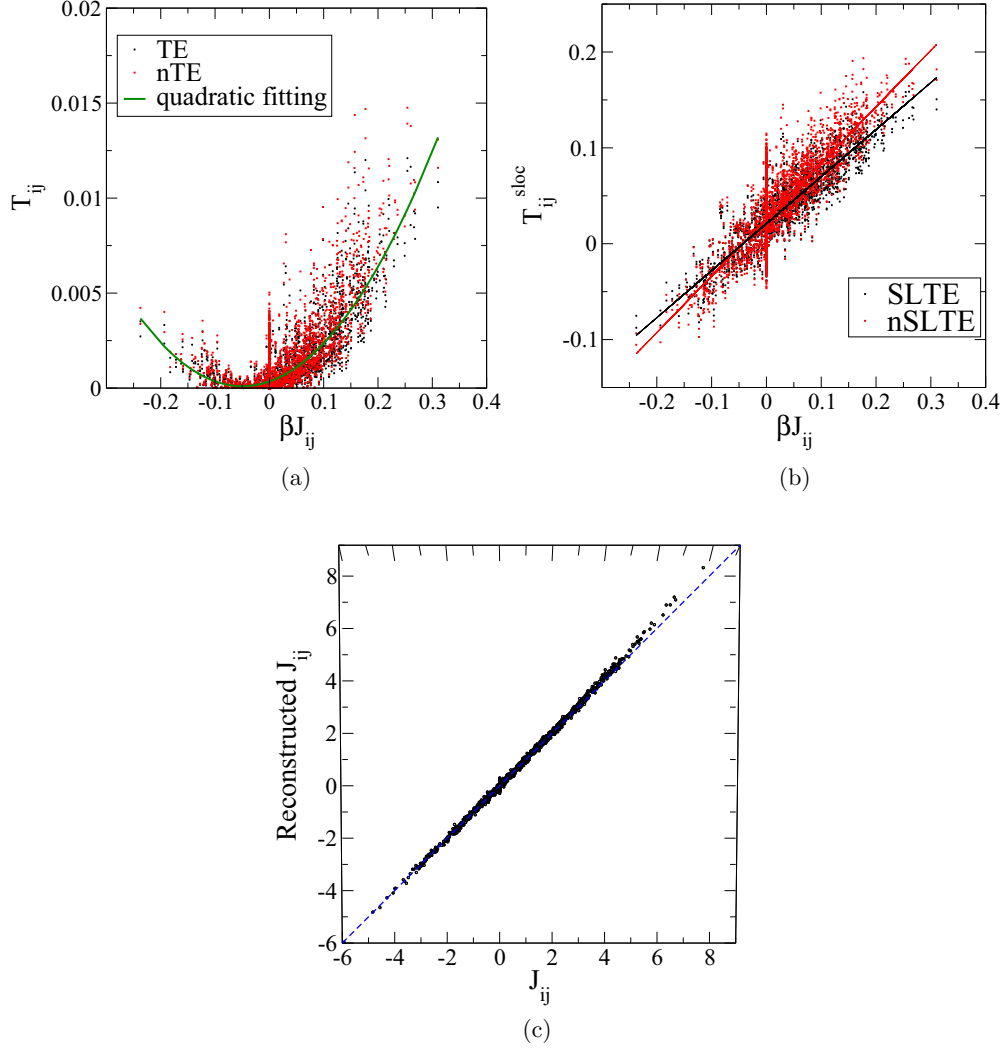 0.02
0.015
0.01
0.005
0
T_ij
TE
nTE
quadratic fitting
-0.2 -0.1 0 0.1 0.2 0.3 0.4
βJ_ij
(a)
0.2
0.1
0
-0.1
T_ij^sloc
SLTE
nSLTE
-0.2 -0.1 0 0.1 0.2 0.3 0.4
βJ_ij
(b)
8
6
4
2
0
-2
-4
-6
Reconstructed J_ij
-6 -4 -2 0 2 4 6 8
J_ij
(c)